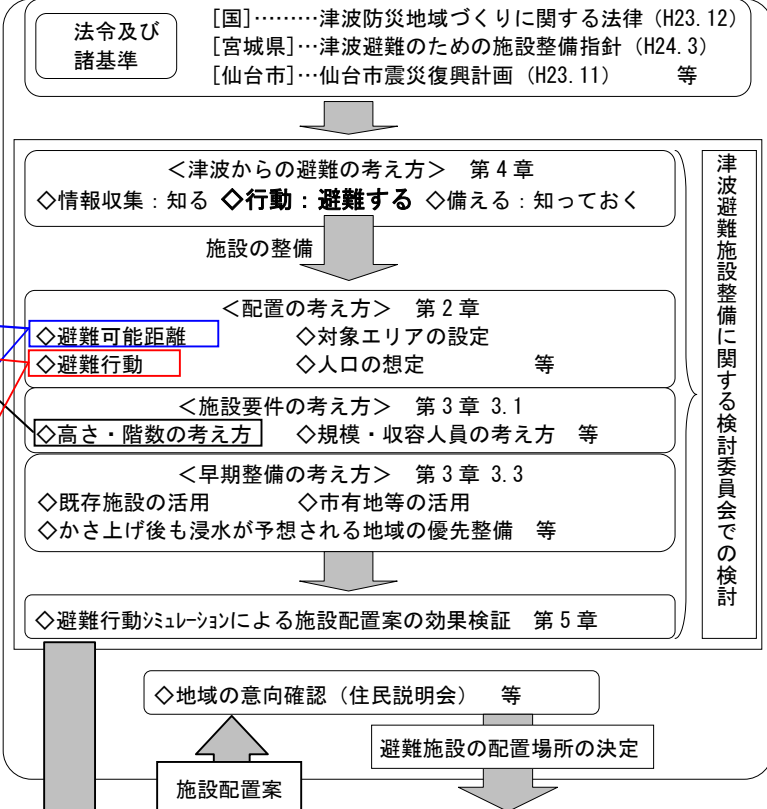 法令及び
諸基準
[国]………津波防災地域づくりに関する法律（H23.12）
[宮城県]…津波避難のための施設整備指針（H24.3）
[仙台市]…仙台市震災復興計画（H23.11）　　等
＜津波からの避難の考え方＞　第４章
◇情報収集：知る ◇行動：避難する ◇備える：知っておく
施設の整備
＜配置の考え方＞　第２章
◇避難可能距離　　　◇対象エリアの設定
◇避難行動　　　◇人口の想定　　　等
＜施設要件の考え方＞　第３章 3.1
◇高さ・階数の考え方　◇規模・収容人員の考え方　等
＜早期整備の考え方＞　第３章 3.3
◇既存施設の活用　　　◇市有地等の活用
◇かさ上げ後も浸水が予想される地域の優先整備　等
◇避難行動ｼﾐｭﾚｰｼｮﾝによる施設配置案の効果検証　第５章
津波避難施設整備に関する検討委員会での検討
◇地域の意向確認（住民説明会）　等
避難施設の配置場所の決定
施設配置案